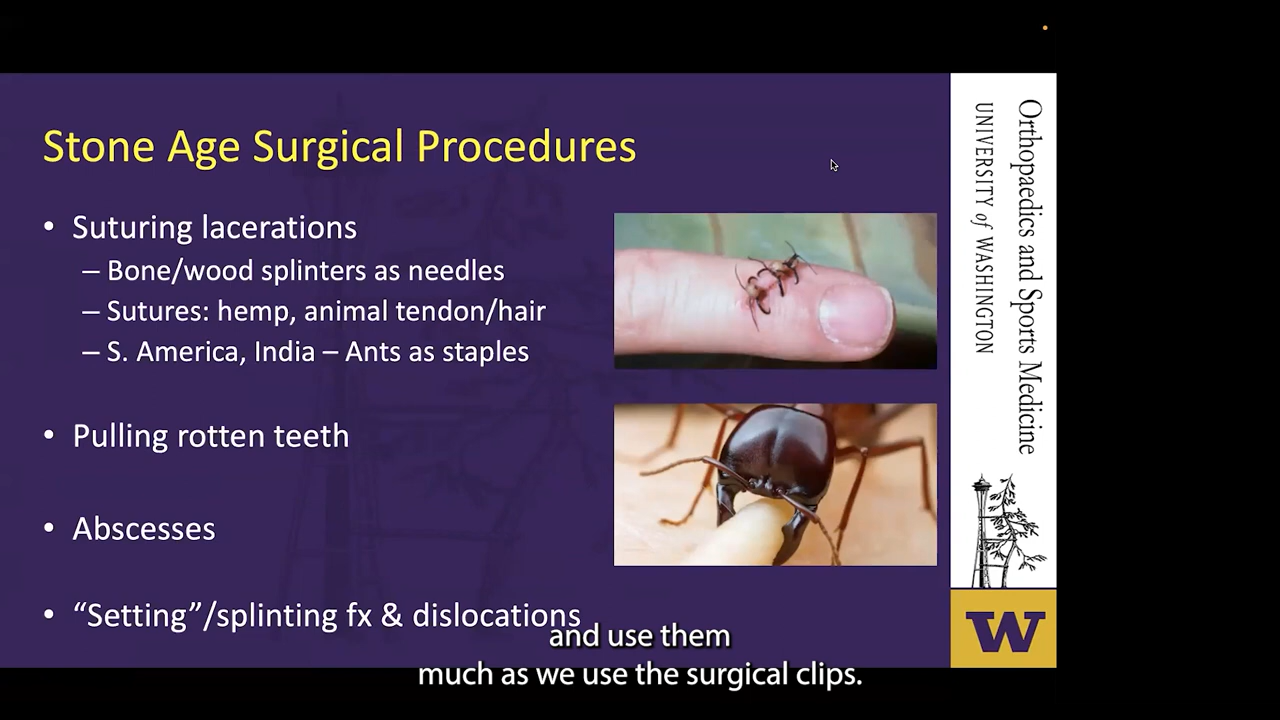 Stone Age Surgical Procedures
• Suturing lacerations
– Bone/wood splinters as needles
– Sutures: hemp, animal tendon/hair
– S. America, India – Ants as staples
• Pulling rotten teeth
• Abscesses
• “Setting”/splinting fx & dislocations
and use them
much as we use the surgical clips.
Orthopaedics and Sports Medicine
UNIVERSITY of WASHINGTON
W